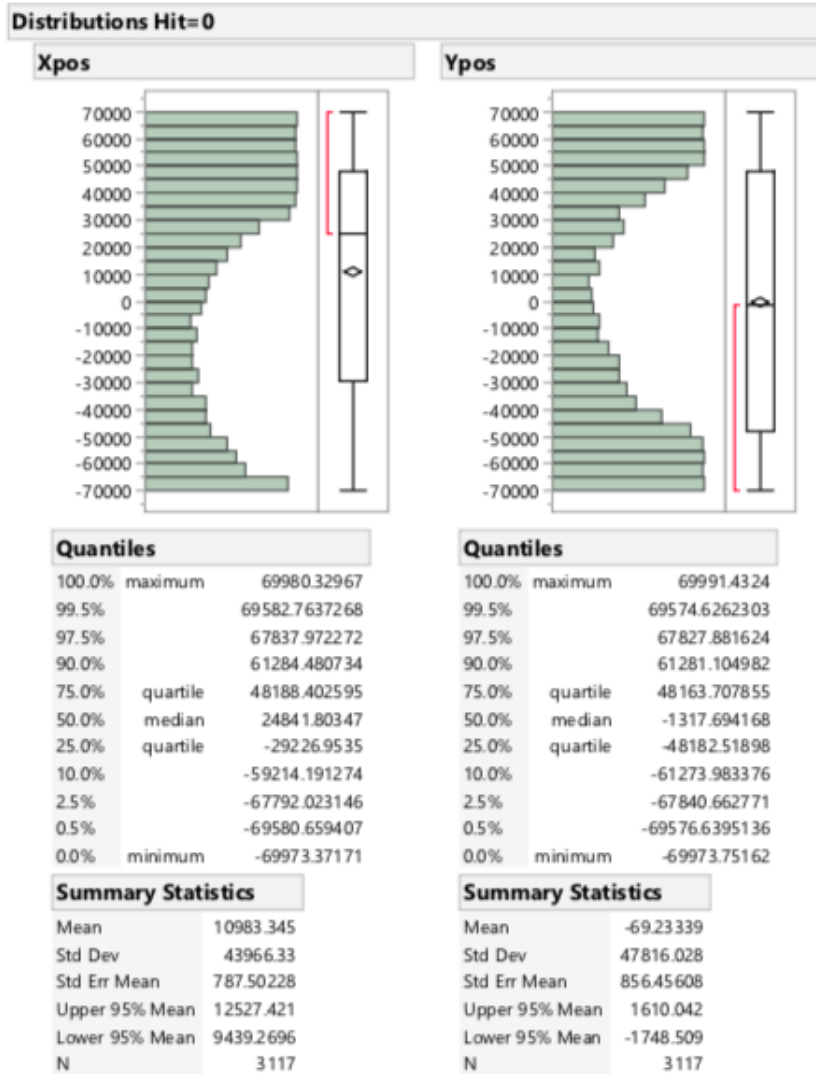 Distributions Hit=0
Xpos
70000
60000
50000
40000
30000
20000
10000
0
-10000
-20000
-30000
-40000
-50000
-60000
-70000
Quantiles
100.0% maximum 69980.32967
99.5% 69582.7637268
97.5% 67837.972272
90.0% 61284.480734
75.0% quartile 48188.402595
50.0% median 24841.80347
25.0% quartile -29226.9535
10.0% -59214.191274
2.5% -67792.023146
0.5% -69580.659407
0.0% minimum -69973.37171
Summary Statistics
Mean 10983.345
Std Dev 43966.33
Std Err Mean 787.50228
Upper 95% Mean 12527.421
Lower 95% Mean 9439.2696
N 3117
Ypos
70000
60000
50000
40000
30000
20000
10000
0
-10000
-20000
-30000
-40000
-50000
-60000
-70000
Quantiles
100.0% maximum 69991.4324
99.5% 69574.6262303
97.5% 67827.881624
90.0% 61281.104982
75.0% quartile 48163.707855
50.0% median -1317.694168
25.0% quartile -48182.51898
10.0% -61273.983376
2.5% -67840.662771
0.5% -69576.6395136
0.0% minimum -69973.75162
Summary Statistics
Mean -69.23339
Std Dev 47816.028
Std Err Mean 856.45608
Upper 95% Mean 1610.042
Lower 95% Mean -1748.509
N 3117